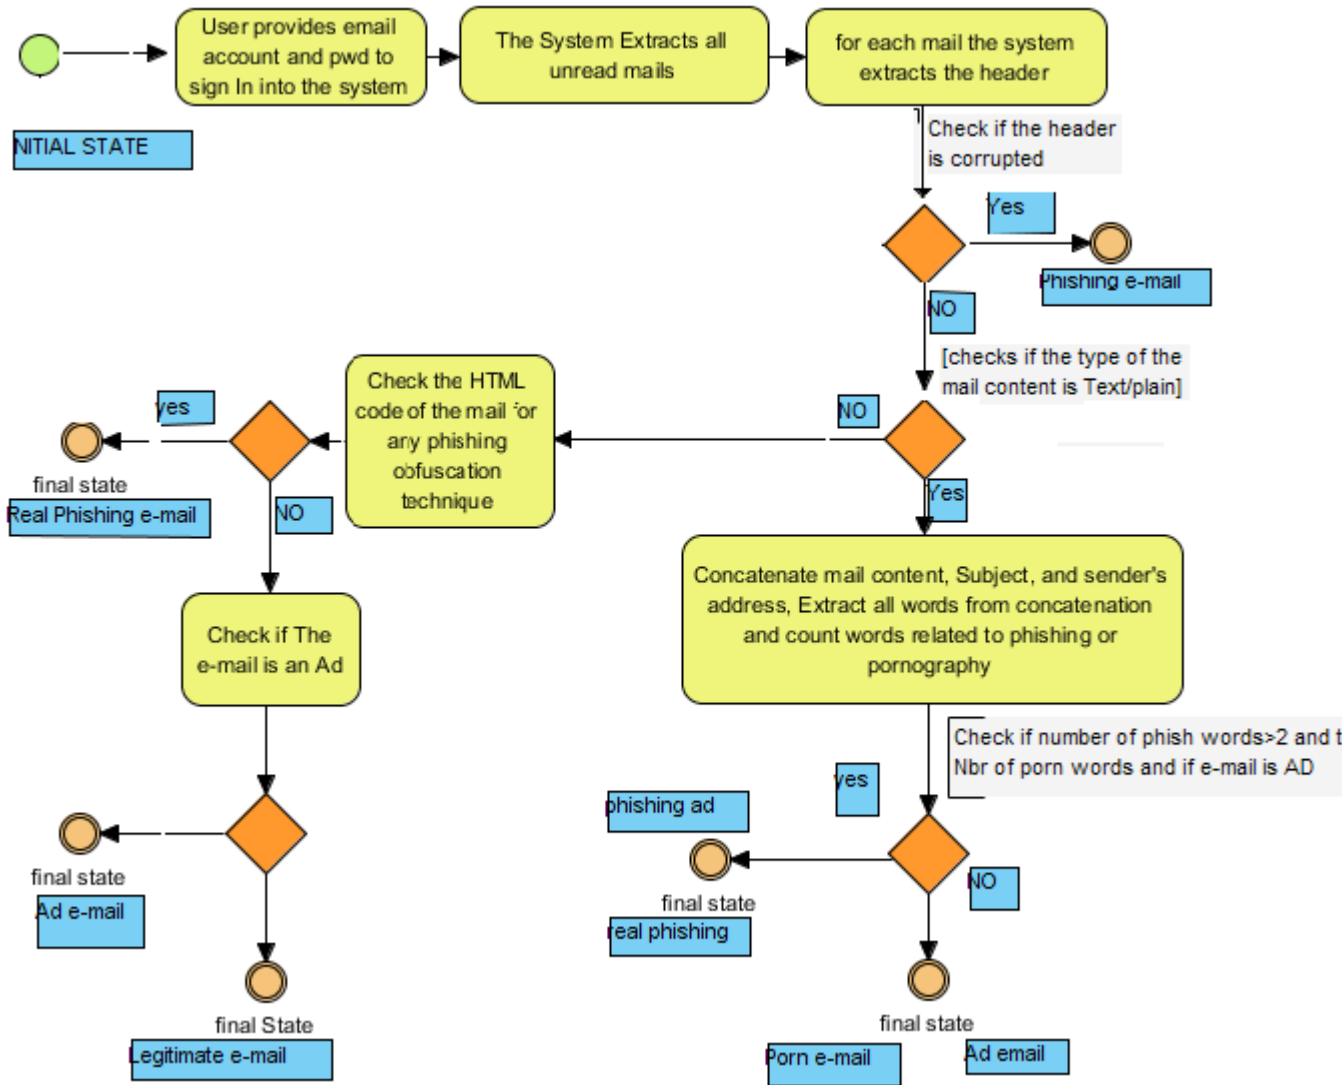 User provides email
account and pwd to
sign In into the system
The System Extracts all
unread mails
for each mail the system
extracts the header
NITIAL STATE
Check if the header
is corrupted
Yes
Phishing e-mail
NO
[checks if the type of the
mail content is Text/plain]
NO
Check the HTML
code of the mail for
any phishing
obfuscation
technique
yes
final state
Real Phishing e-mail
NO
Yes
Concatenate mail content, Subject, and sender's
address, Extract all words from concatenation
and count words related to phishing or
pornography
Check if The
e-mail is an Ad
Check if number of phish words>2 and t
Nbr of porn words and if e-mail is AD
yes
phishing ad
final state
real phishing
NO
final state
Ad e-mail
final State
Legitimate e-mail
final state
Porn e-mail
Ad email